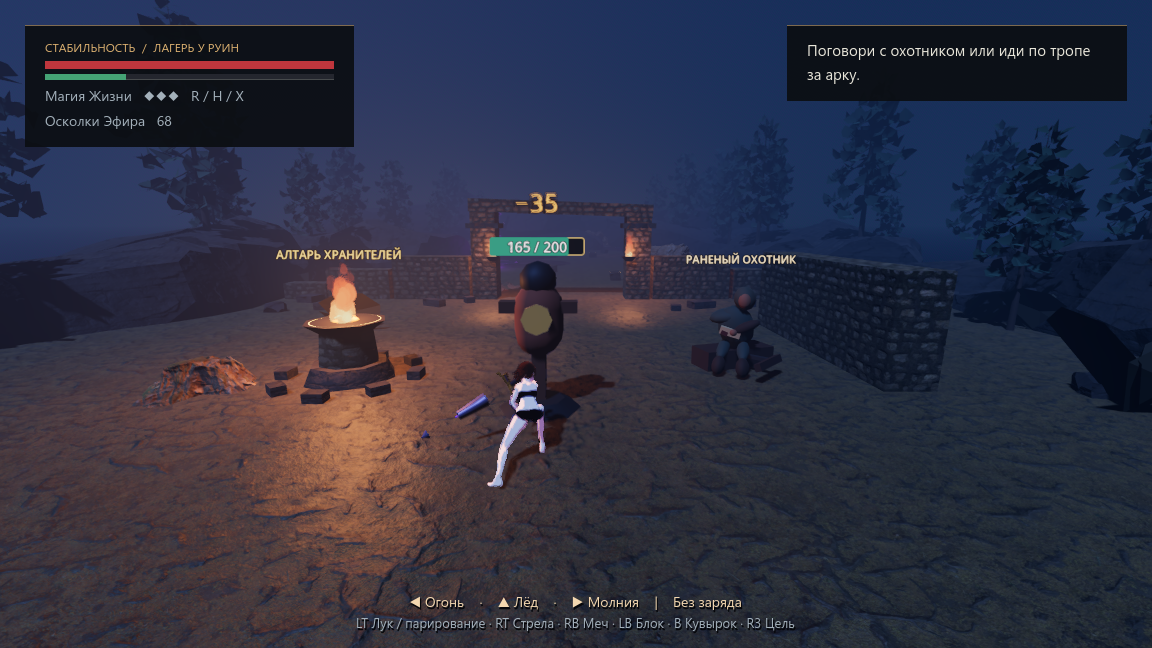 СТАБИЛЬНОСТЬ / ЛАГЕРЬ У РУИН
Магия Жизни ◆◆◆ R / H / X
Осколки Эфира 68
Поговори с охотником или иди по тропе
за арку.
−35
165 / 200
АЛТАРЬ ХРАНИТЕЛЕЙ
РАНЕНЫЙ ОХОТНИК
◀ Огонь · ▲ Лёд · ▶ Молния | Без заряда
LT Лук / парирование · RT Стрела · RB Меч · LB Блок · B Кувырок · R3 Цель